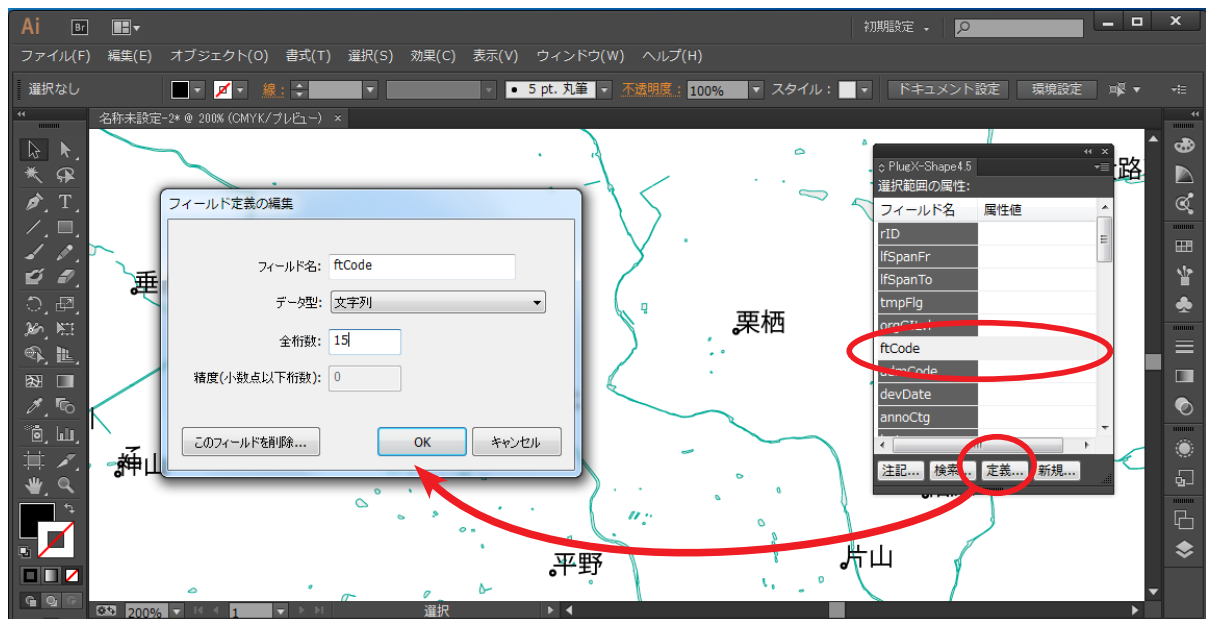 Ai Br 初期設定
ファイル(F) 編集(E) オブジェクト(O) 書式(T) 選択(S) 効果(C) 表示(V) ウィンドウ(W) ヘルプ(H)
選択なし 線： 5 pt. 丸筆 不透明度： 100% スタイル： ドキュメント設定 環境設定
名称未設定-2* @ 200% (CMYK/プレビュー) ×
PlugX-Shape4.5
選択範囲の属性:
フィールド名 属性値
rID
lfSpanFr
lfSpanTo
tmpFlg
ftCode
admCode
devDate
annoCtg
注記... 検索... 定義... 新規...
フィールド定義の編集
フィールド名: ftCode
データ型: 文字列
全桁数: 15
精度(小数点以下桁数): 0
このフィールドを削除... OK キャンセル
路
垂
栗栖
神山
平野
片山
200% 1 選択